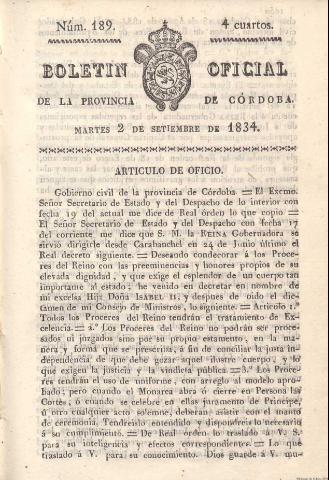 Núm. 189.
4 cuartos.
BOLETIN OFICIAL
DE LA PROVINCIA DE CÓRDOBA.
MARTES 2 DE SETIEMBRE DE 1834.
ARTICULO DE OFICIO.
Gobierno civil de la provincia de Córdoba. = El Excmo.
Señor Secretario de Estado y del Despacho de lo interior con
fecha 19 del actual me dice de Real órden lo que copio =
El Señor Secretario de Estado y del Despacho con fecha 17
del corriente me dice que S. M. la REINA Gobernadora se
sirvió dirigirle desde Carabanchel en 24 de Junio último el
Real decreto siguiente. = Deseando condecorar á los Próce-
res del Reino con las preeminencias y honores propios de su
elevada dignidad, y que exige el esplendor de un cuerpo tan
importante al estado; he venido en decretar en nombre de
mi excelsa Hija Doña ISABEL II, y despues de oido el dic-
támen de mi Consejo de Ministros, lo siguiente. = Articulo 1.º
Todos los Próceres del Reino tendrán el tratamiento de Ex-
celencia. = 2.º Los Próceres del Reino no podrán ser proce-
sados ni juzgados sino por su propio estamento, en la ma-
nera y forma que se prescribirá; á fin de conciliar la justa in-
dependencia de que debe gozar aquel ilustre cuerpo, y lo
que exigen la justicia y la vindicta pública = 3.º Los Próce-
res tendrán el uso de uniforme, con arreglo al modelo apro-
bado; pero cuando el Monarca abra ó cierre en Persona las
Cortes, ó cuando se celebre en ellas juramento de Principe,
ú otro cualquier acto solemne, deberán asistir con el manto
de ceremonia. Tendreislo entendido y dispondreis lo necesario
á su cumplimiento. = De Real órden lo traslado á V. S.
para su inteligencia y efectos correspondientes = Lo que
traslado á V. para su conocimiento. Dios guarde á V. mu-